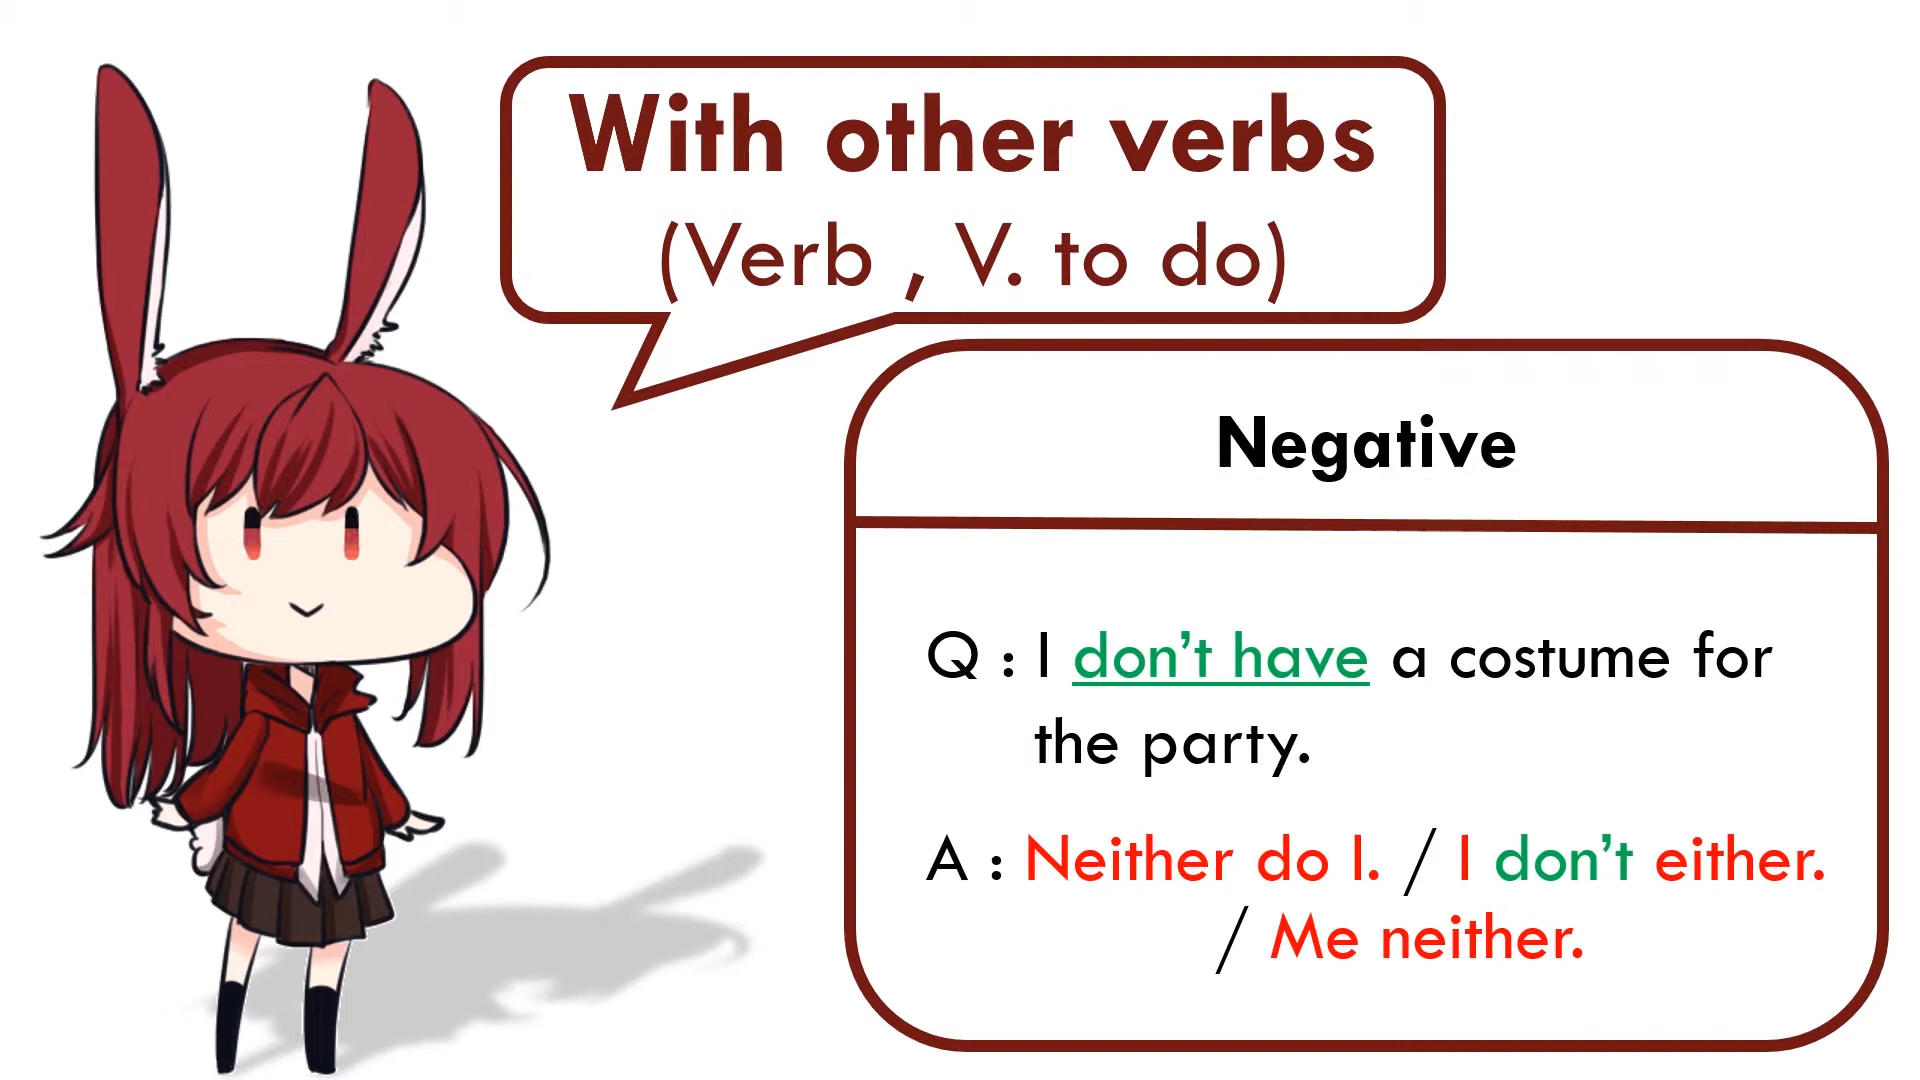 With other verbs
(Verb , V. to do)
Negative
Q : I don’t have a costume for
the party.
A : Neither do I. / I don’t either.
/ Me neither.